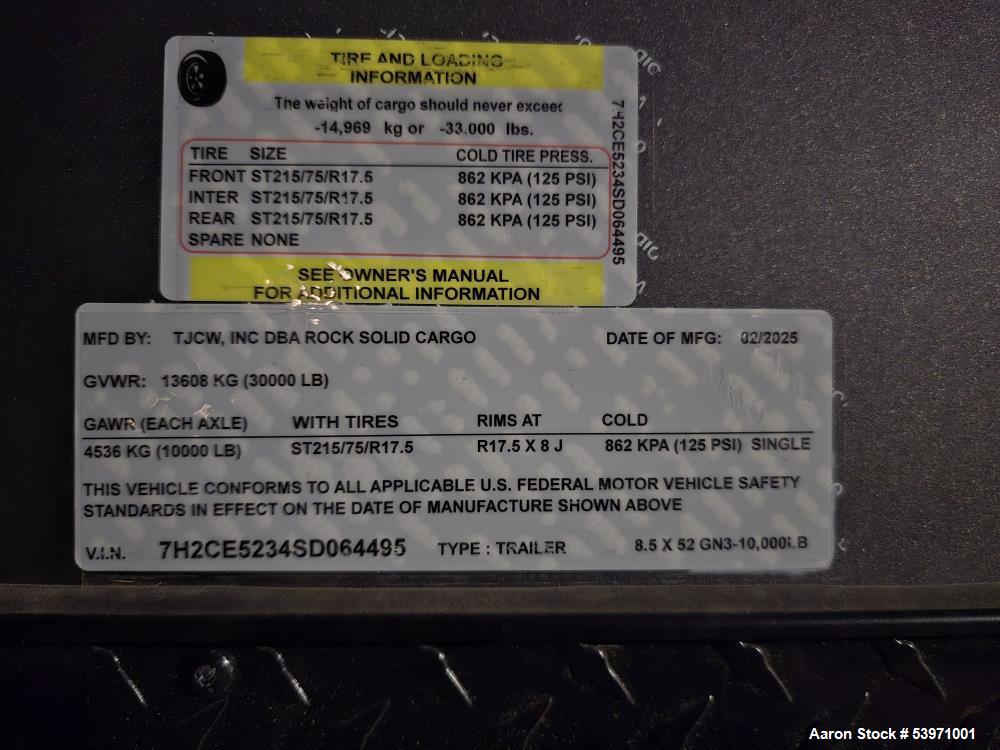 TIRE AND LOADING
INFORMATION
The weight of cargo should never exceed
-14,969 kg or -33.000 lbs.
TIRE SIZE COLD TIRE PRESS.
FRONT ST215/75/R17.5 862 KPA (125 PSI)
INTER ST215/75/R17.5 862 KPA (125 PSI)
REAR ST215/75/R17.5 862 KPA (125 PSI)
SPARE NONE
SEE OWNER'S MANUAL
FOR ADDITIONAL INFORMATION
7H2CE5234SD064495
MFD BY: TJCW, INC DBA ROCK SOLID CARGO DATE OF MFG: 02/2025
GVWR: 13608 KG (30000 LB)
GAWR (EACH AXLE) WITH TIRES RIMS AT COLD
4536 KG (10000 LB) ST215/75/R17.5 R17.5 X 8 J 862 KPA (125 PSI) SINGLE
THIS VEHICLE CONFORMS TO ALL APPLICABLE U.S. FEDERAL MOTOR VEHICLE SAFETY
STANDARDS IN EFFECT ON THE DATE OF MANUFACTURE SHOWN ABOVE
V.I.N. 7H2CE5234SD064495 TYPE : TRAILER 8.5 X 52 GN3-10,000LB
Aaron Stock # 53971001